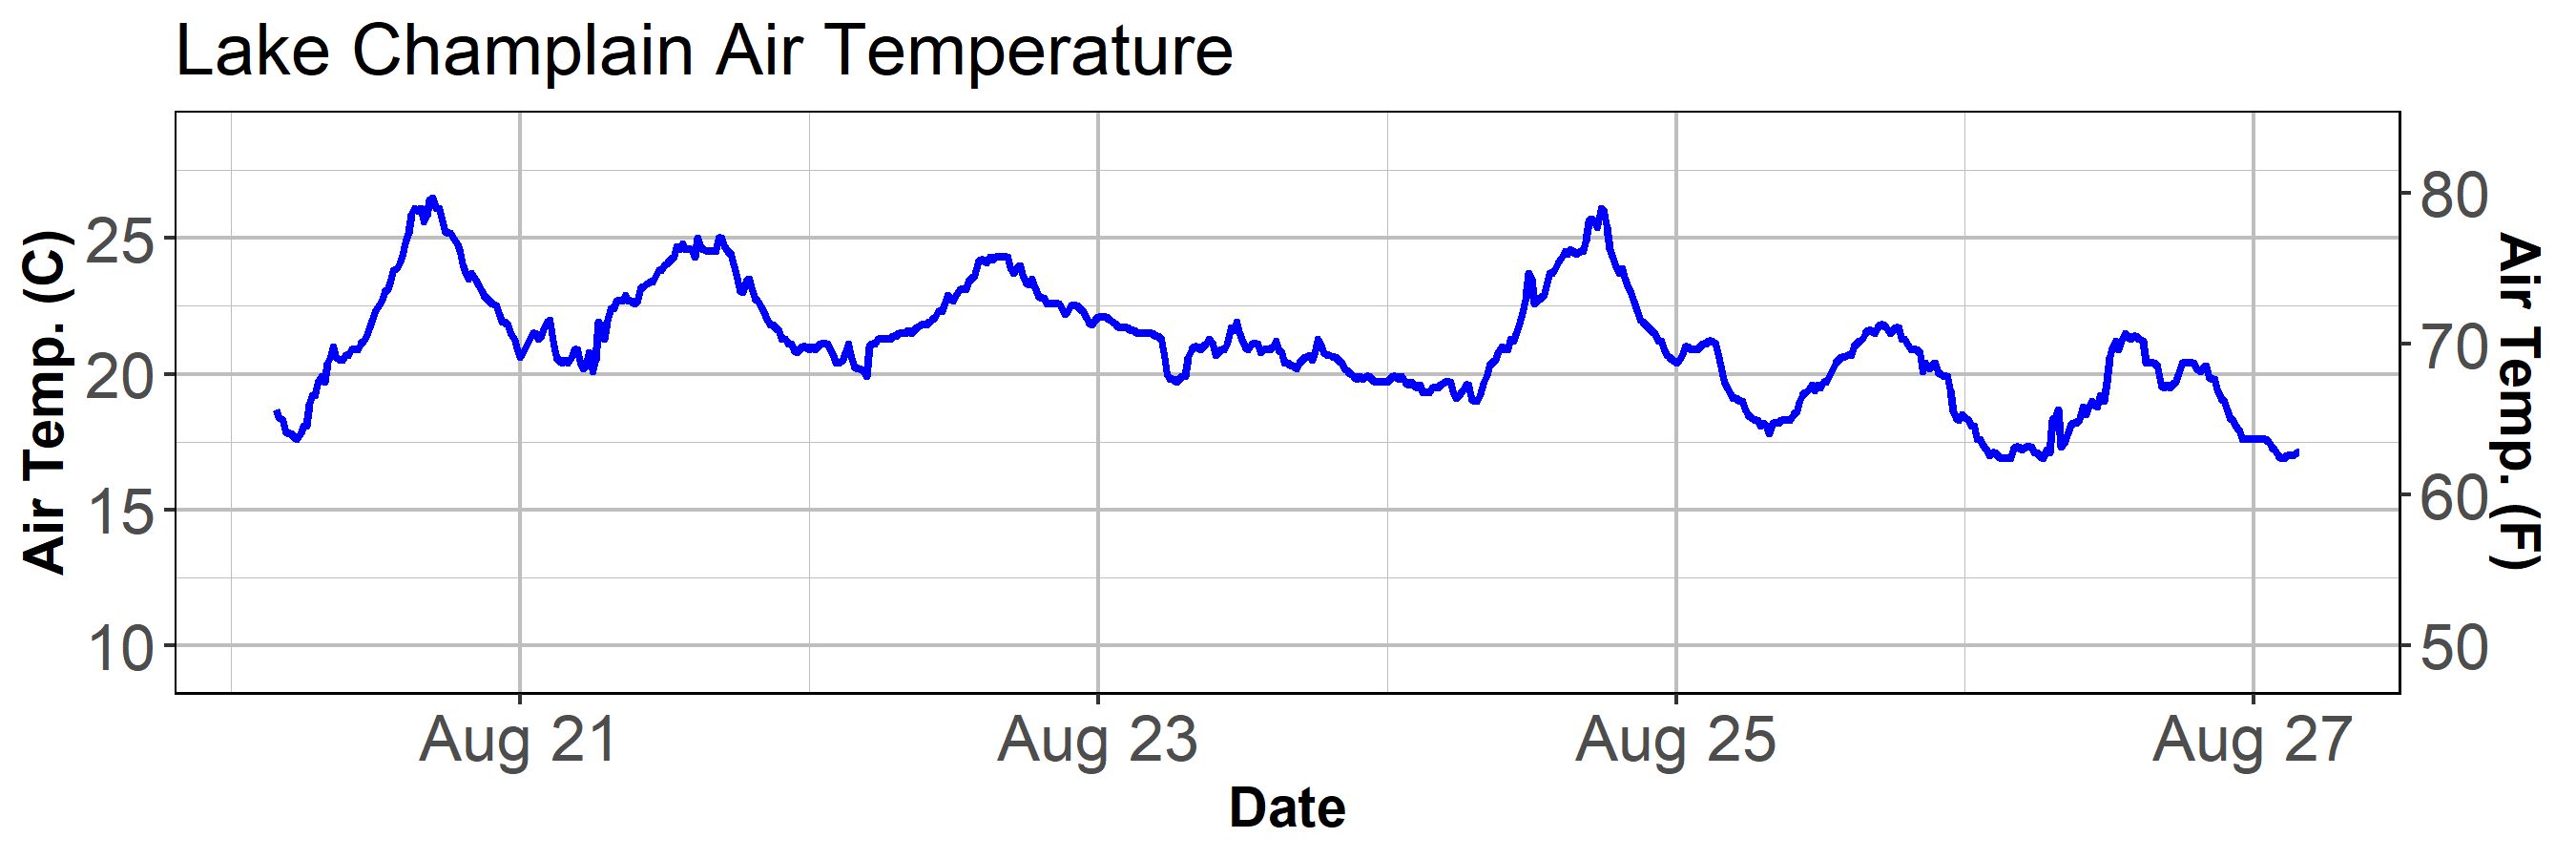 Lake Champlain Air Temperature
Air Temp. (C)
25
20
15
10
80
70
60
50
Air Temp. (F)
Aug 21 Aug 23 Aug 25 Aug 27
Date